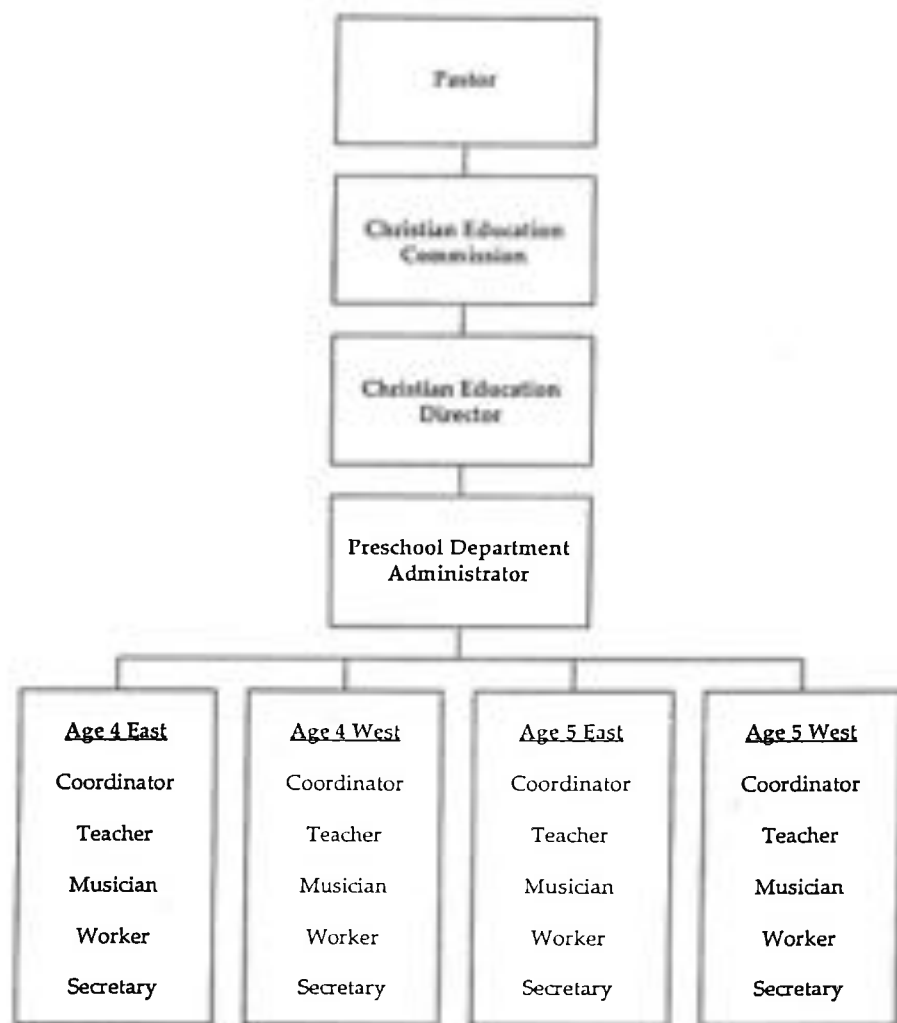 Pastor
Christian Education
Commission
Christian Education
Director
Preschool Department
Administrator
Age 4 East
Coordinator
Teacher
Musician
Worker
Secretary
Age 4 West
Coordinator
Teacher
Musician
Worker
Secretary
Age 5 East
Coordinator
Teacher
Musician
Worker
Secretary
Age 5 West
Coordinator
Teacher
Musician
Worker
Secretary